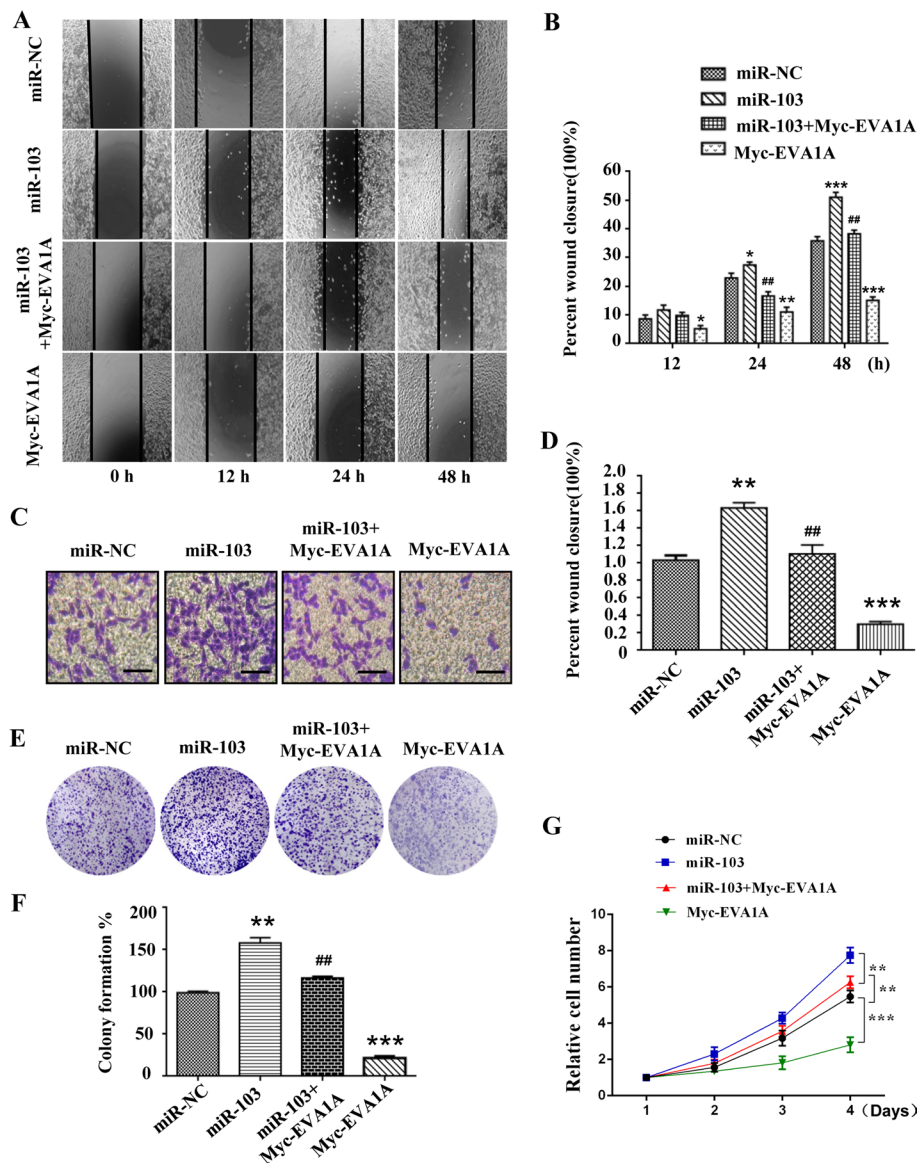 A
miR-NC
miR-103
miR-103
+Myc-EVA1A
Myc-EVA1A
0 h
12 h
24 h
48 h
B
miR-NC
miR-103
miR-103+Myc-EVA1A
Myc-EVA1A
Percent wound closure(100%)
60
50
40
30
20
10
0
*
*
##
**
***
##
***
12
24
48
(h)
C
miR-NC
miR-103
miR-103+
Myc-EVA1A
Myc-EVA1A
D
Percent wound closure(100%)
2.0
1.8
1.6
1.4
1.2
1.0
0.8
0.6
0.4
0.2
0
**
##
***
miR-NC
miR-103
miR-103+
Myc-EVA1A
Myc-EVA1A
E
miR-NC
miR-103
miR-103+
Myc-EVA1A
Myc-EVA1A
F
Colony formation %
200
150
100
50
0
**
##
***
miR-NC
miR-103
miR-103+
Myc-EVA1A
Myc-EVA1A
G
miR-NC
miR-103
miR-103+Myc-EVA1A
Myc-EVA1A
Relative cell number
10
8
6
4
2
0
**
**
***
1
2
3
4
(Days)